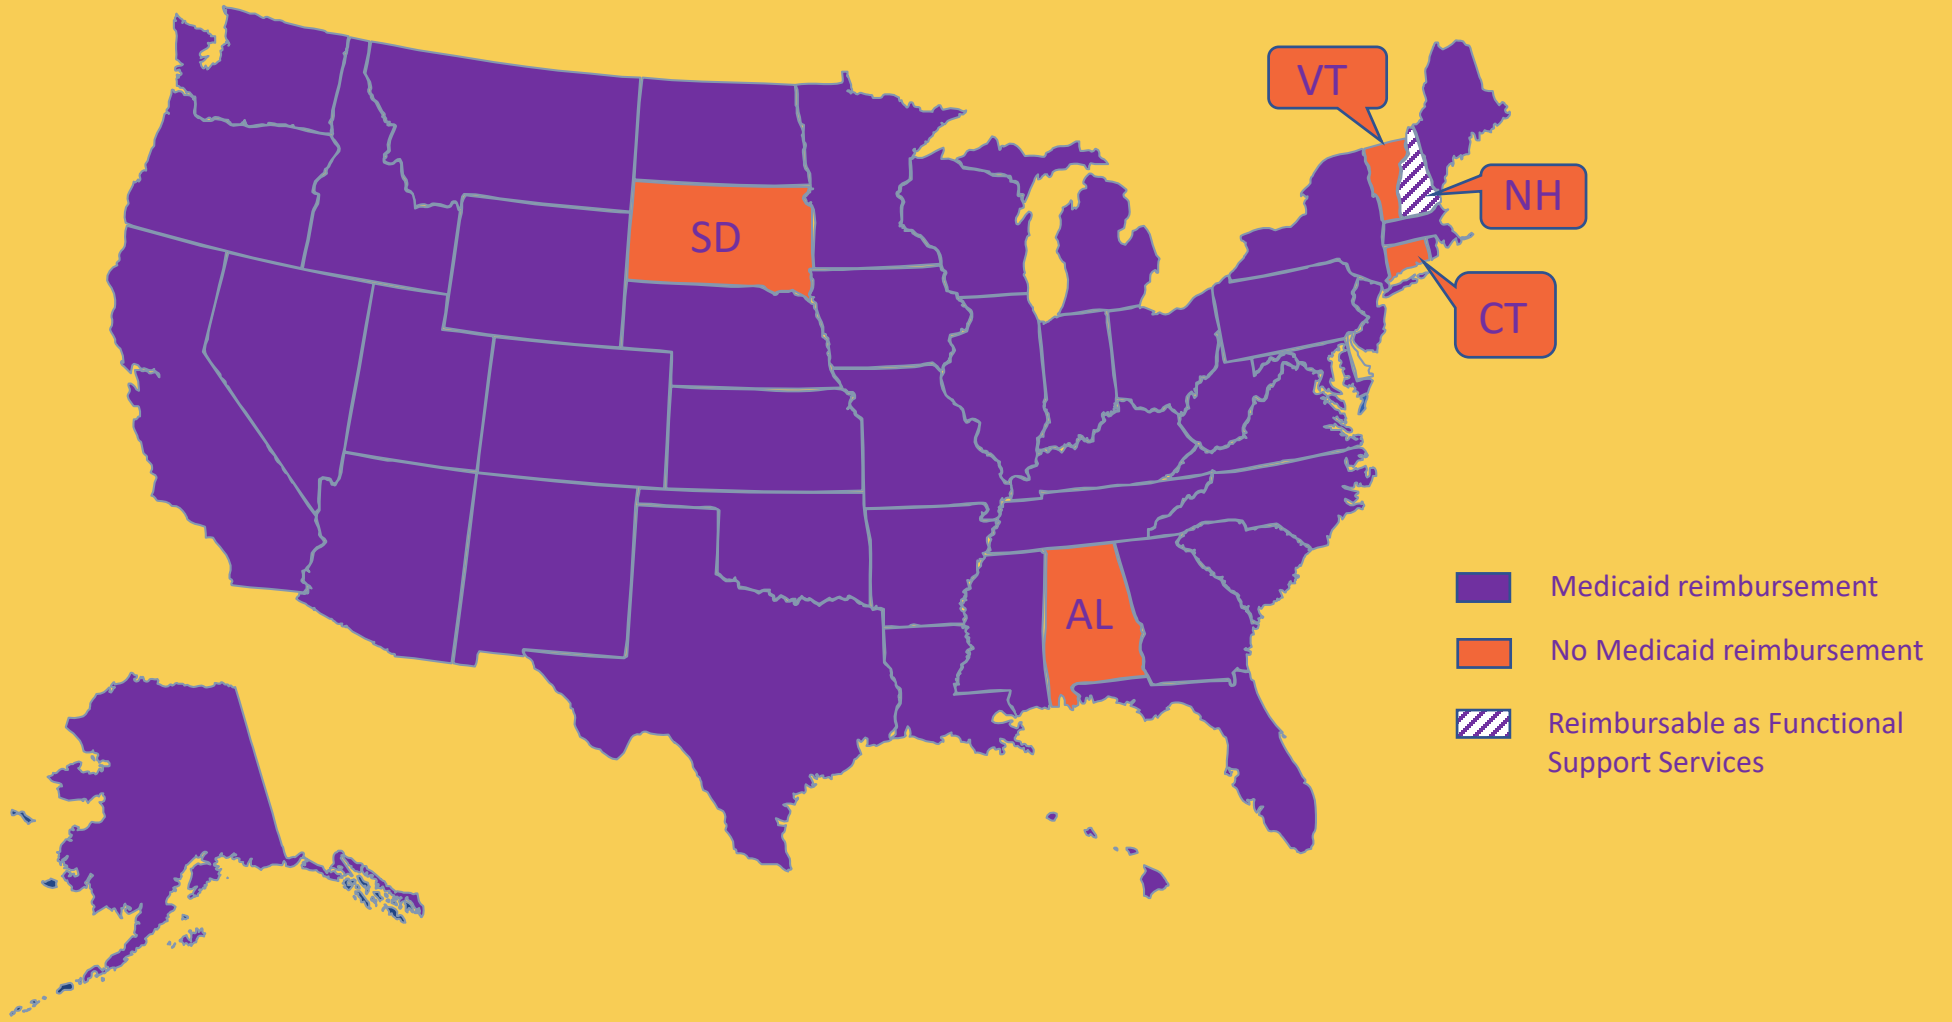 VT
NH
SD
CT
AL
Medicaid reimbursement
No Medicaid reimbursement
Reimbursable as Functional
Support Services